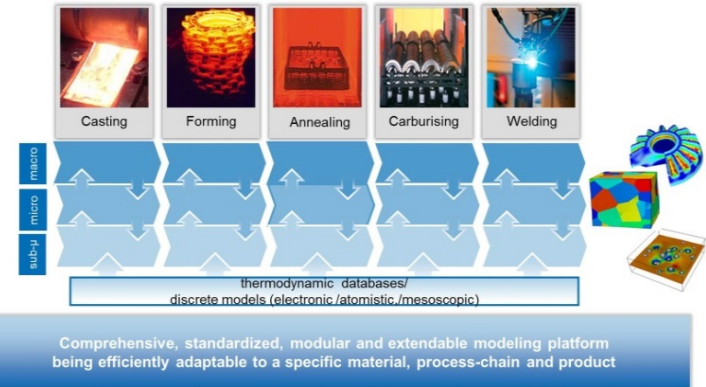 Casting
Forming
Annealing
Carburising
Welding
macro
micro
sub-μ
thermodynamic databases/
discrete models (electronic /atomistic,/mesoscopic)
Comprehensive, standardized, modular and extendable modeling platform
being efficiently adaptable to a specific material, process-chain and product